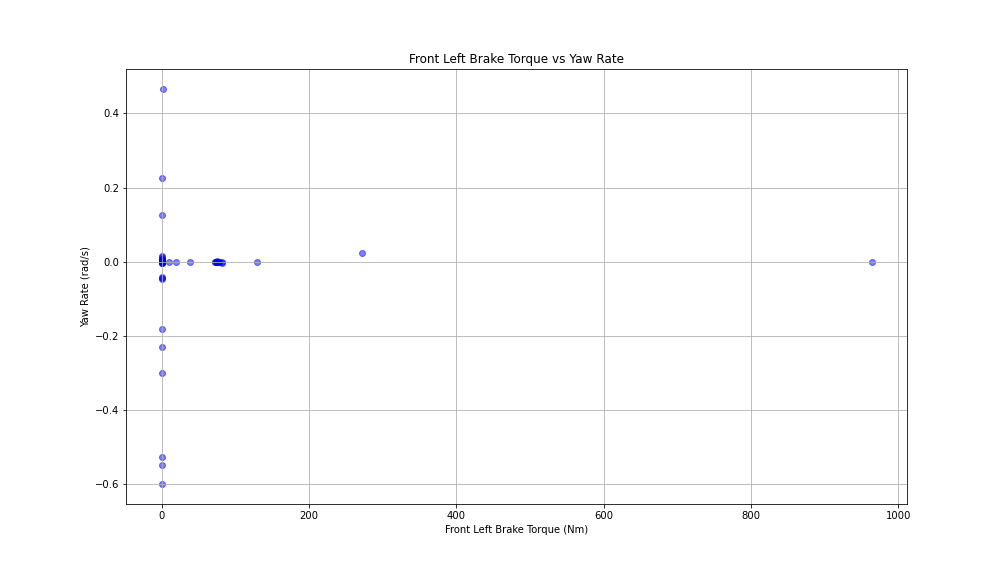 Front Left Brake Torque vs Yaw Rate
Yaw Rate (rad/s)
0.4
0.2
0.0
−0.2
−0.4
−0.6
0 200 400 600 800 1000
Front Left Brake Torque (Nm)